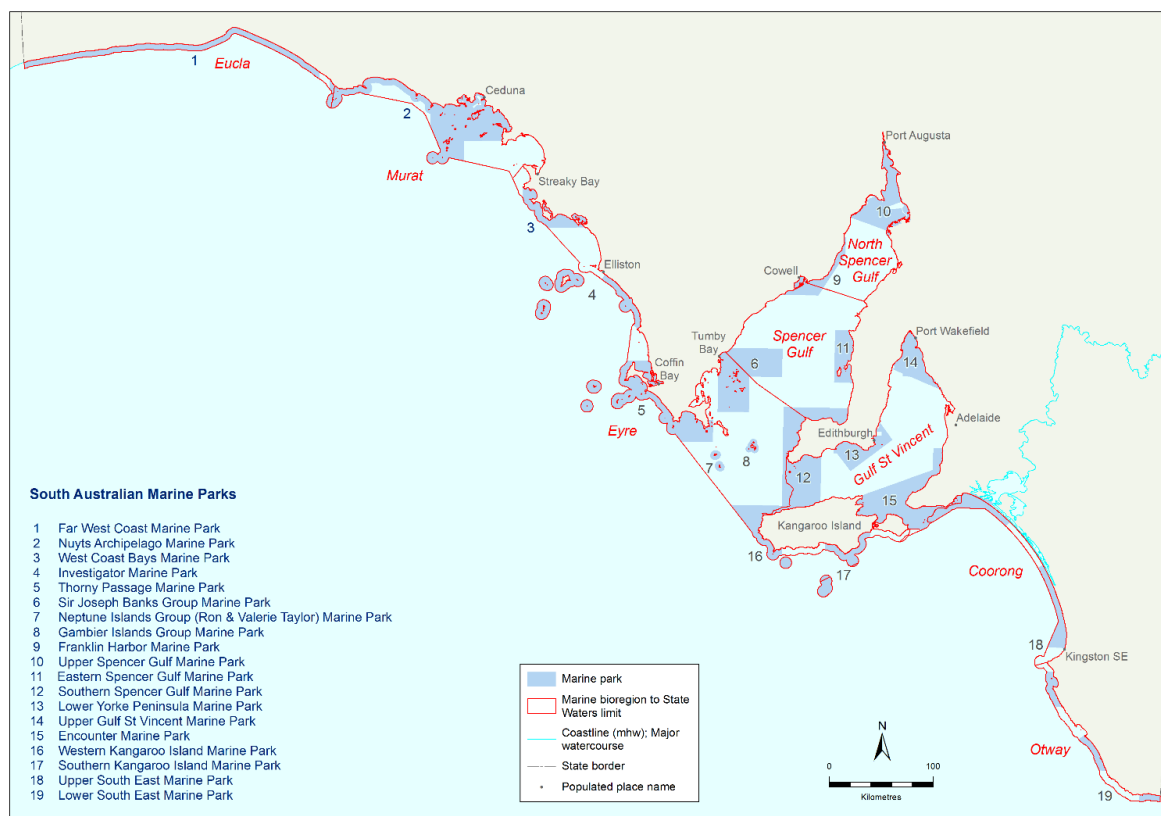 1
Eucla
2
Ceduna
Murat
Streaky Bay
3
Port Augusta
10
North
Spencer
Gulf
9
Cowell
Elliston
4
Tumby
Bay
Spencer
Gulf
6
11
Port Wakefield
14
Coffin
Bay
5
Eyre
7
8
Edithburgh
13
Adelaide
Gulf St Vincent
12
15
Kangaroo Island
16
17
Coorong
18
Kingston SE
Otway
19
South Australian Marine Parks
1 Far West Coast Marine Park
2 Nuyts Archipelago Marine Park
3 West Coast Bays Marine Park
4 Investigator Marine Park
5 Thorny Passage Marine Park
6 Sir Joseph Banks Group Marine Park
7 Neptune Islands Group (Ron & Valerie Taylor) Marine Park
8 Gambier Islands Group Marine Park
9 Franklin Harbor Marine Park
10 Upper Spencer Gulf Marine Park
11 Eastern Spencer Gulf Marine Park
12 Southern Spencer Gulf Marine Park
13 Lower Yorke Peninsula Marine Park
14 Upper Gulf St Vincent Marine Park
15 Encounter Marine Park
16 Western Kangaroo Island Marine Park
17 Southern Kangaroo Island Marine Park
18 Upper South East Marine Park
19 Lower South East Marine Park
Marine park
Marine bioregion to State
Waters limit
Coastline (mhw); Major
watercourse
State border
Populated place name
N
0 100
Kilometres